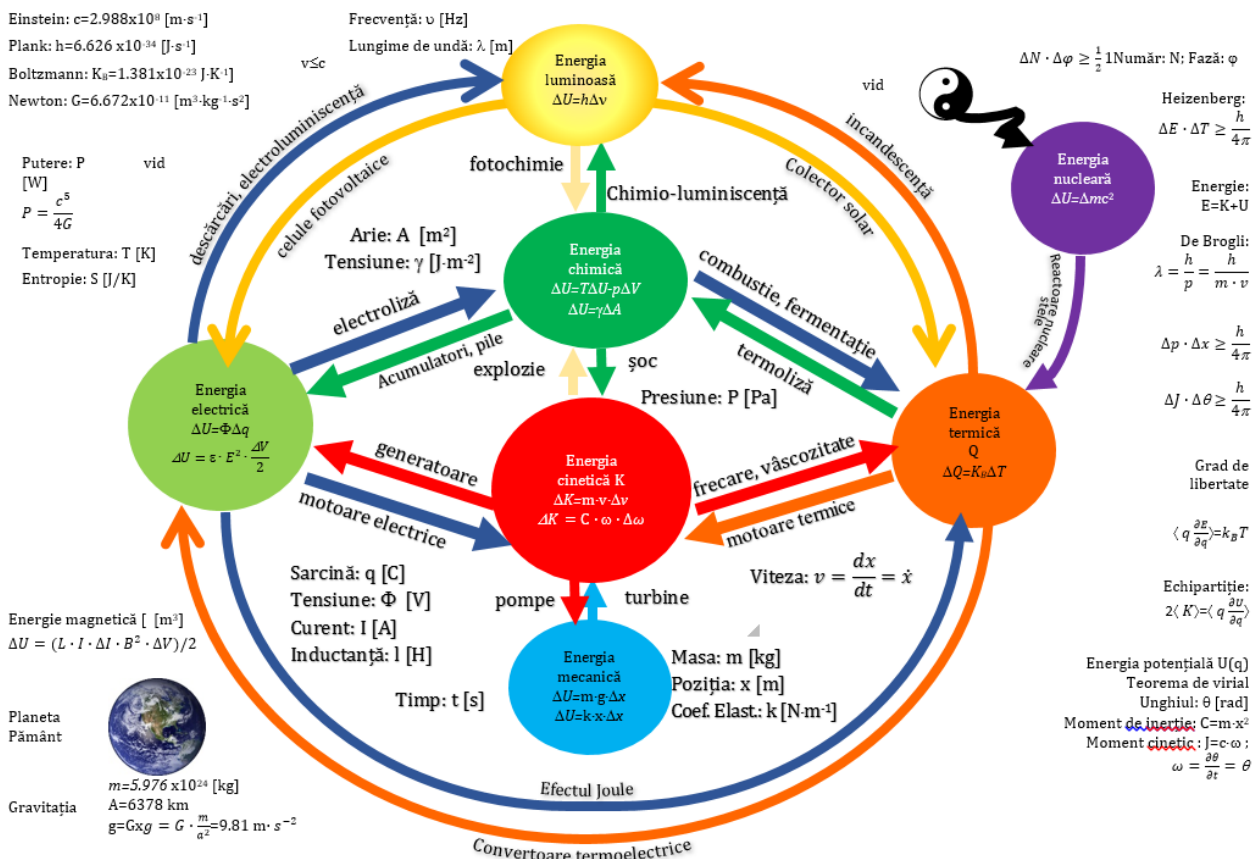 Einstein: c=2.988x10⁸ [m·s⁻¹]
Plank: h=6.626 x10⁻³⁴ [J·s⁻¹]
Boltzmann: K_B=1.381x10⁻²³ J·K⁻¹]
Newton: G=6.672x10⁻¹¹ [m³·kg⁻¹·s²]
ν≤c
Frecvență: υ [Hz]
Lungime de undă: λ [m]
Energia
luminoasă
ΔU=hΔν
vid
ΔN · Δφ ≥ ½ 1Număr: N; Fază: φ
Heizenberg:
ΔE · ΔT ≥ h/4π
Energia
nucleară
ΔU=Δmc²
Energie:
E=K+U
De Brogli:
λ = h/p = h/(m · v)
Δp · Δx ≥ h/4π
ΔJ · Δθ ≥ h/4π
Grad de
libertate
⟨q ∂E/∂q⟩=k_BT
Echipartiție:
2⟨K⟩=⟨q ∂U/∂q⟩
Energia potențială U(q)
Teorema de virial
Unghiul: θ [rad]
Moment de inerție: C=m·x²
Moment cinetic : J=c·ω ;
ω = ∂θ/∂t = θ
Putere: P
[W]
vid
P = c⁵/4G
Temperatura: T [K]
Entropie: S [J/K]
descărcări, electroluminiscență
celule fotovoltaice
fotochimie
Chimio-luminiscență
Colector solar
incandescență
Reactoare nucleare
stele
Arie: A [m²]
Tensiune: γ [J·m⁻²]
Energia
chimică
ΔU=TΔU-pΔV
ΔU=γΔA
electroliză
Acumulatori, pile
combustie, fermentație
termoliză
explozie
șoc
Presiune: P [Pa]
Energia
electrică
ΔU=ΦΔq
ΔU = ε · E² · ΔV/2
Energia
cinetică K
ΔK=m·v·Δv
ΔK = C · ω · Δω
Energia
termică
Q
ΔQ=K_BΔT
generatoare
motoare electrice
frecare, vâscozitate
motoare termice
Sarcină: q [C]
Tensiune: Φ [V]
Curent: I [A]
Inductanță: l [H]
Timp: t [s]
Viteza: v = dx/dt = ẋ
pompe
turbine
Energia
mecanică
ΔU=m·g·Δx
ΔU=k·x·Δx
Masa: m [kg]
Poziția: x [m]
Coef. Elast.: k [N·m⁻¹]
Energie magnetică [ [m³]
ΔU = (L · I · ΔI · B² · ΔV)/2
Planeta
Pământ
m=5.976 x10²⁴ [kg]
Gravitația
A=6378 km
g=Gxg = G · m/a²=9.81 m· s⁻²
Efectul Joule
Convertoare termoelectrice